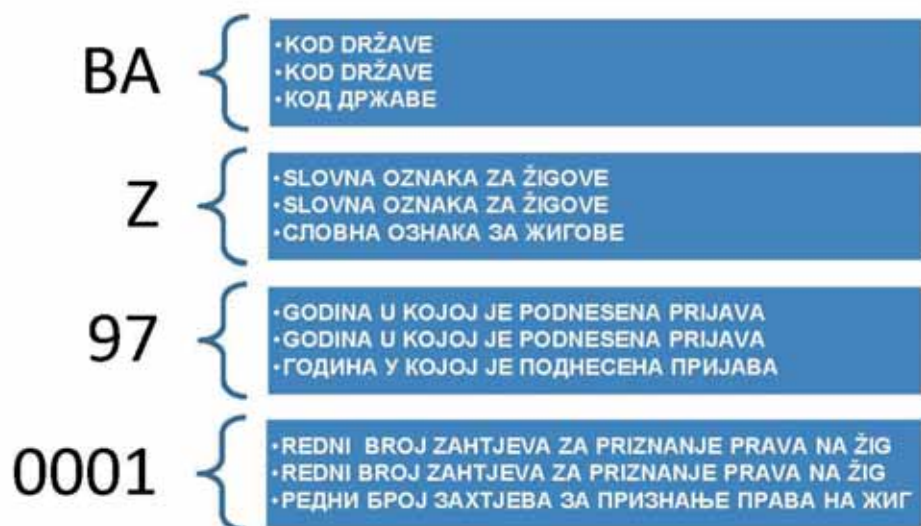 BA
•KOD DRŽAVE
•KOD DRŽAVE
•КОД ДРЖАВЕ
Z
•SLOVNA OZNAKA ZA ŽIGOVE
•SLOVNA OZNAKA ZA ŽIGOVE
•СЛОВНА ОЗНАКА ЗА ЖИГОВЕ
97
•GODINA U KOJOJ JE PODNESENA PRIJAVA
•GODINA U KOJOJ JE PODNESENA PRIJAVA
•ГОДИНА У КОЈОЈ ЈЕ ПОДНЕСЕНА ПРИЈАВА
0001
•REDNI BROJ ZAHTJEVA ZA PRIZNANJE PRAVA NA ŽIG
•REDNI BROJ ZAHTJEVA ZA PRIZNANJE PRAVA NA ŽIG
•РЕДНИ БРОЈ ЗАХТЈЕВА ЗА ПРИЗНАЊЕ ПРАВА НА ЖИГ